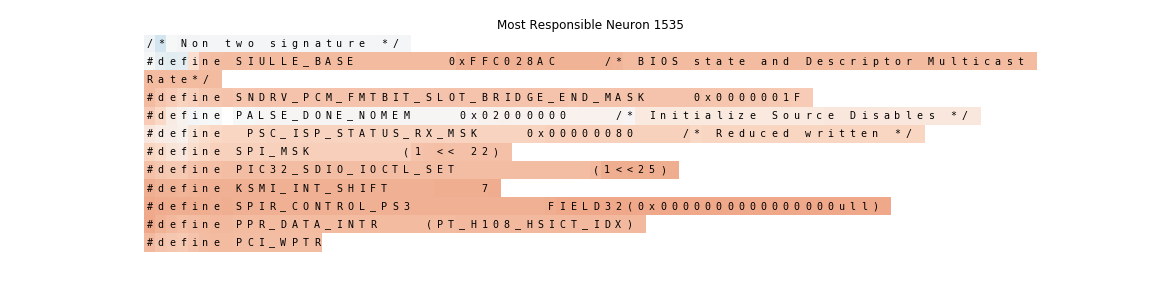 Most Responsible Neuron 1535
/* Non two signature */
#define SIULLE_BASE 0xFFC028AC /* BIOS state and Descriptor Multicast
Rate*/
#define SNDRV_PCM_FMTBIT_SLOT_BRIDGE_END_MASK 0x0000001F
#define PALSE_DONE_NOMEM 0x02000000 /* Initialize Source Disables */
#define PSC_ISP_STATUS_RX_MSK 0x00000080 /* Reduced written */
#define SPI_MSK (1 << 22)
#define PIC32_SDIO_IOCTL_SET (1<<25)
#define KSMI_INT_SHIFT 7
#define SPIR_CONTROL_PS3 FIELD32(0x0000000000000000ull)
#define PPR_DATA_INTR (PT_H108_HSICT_IDX)
#define PCI_WPTR